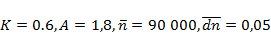 K = 0.6, A = 1,8, n̄ = 90 000, d̅n̅ = 0,05